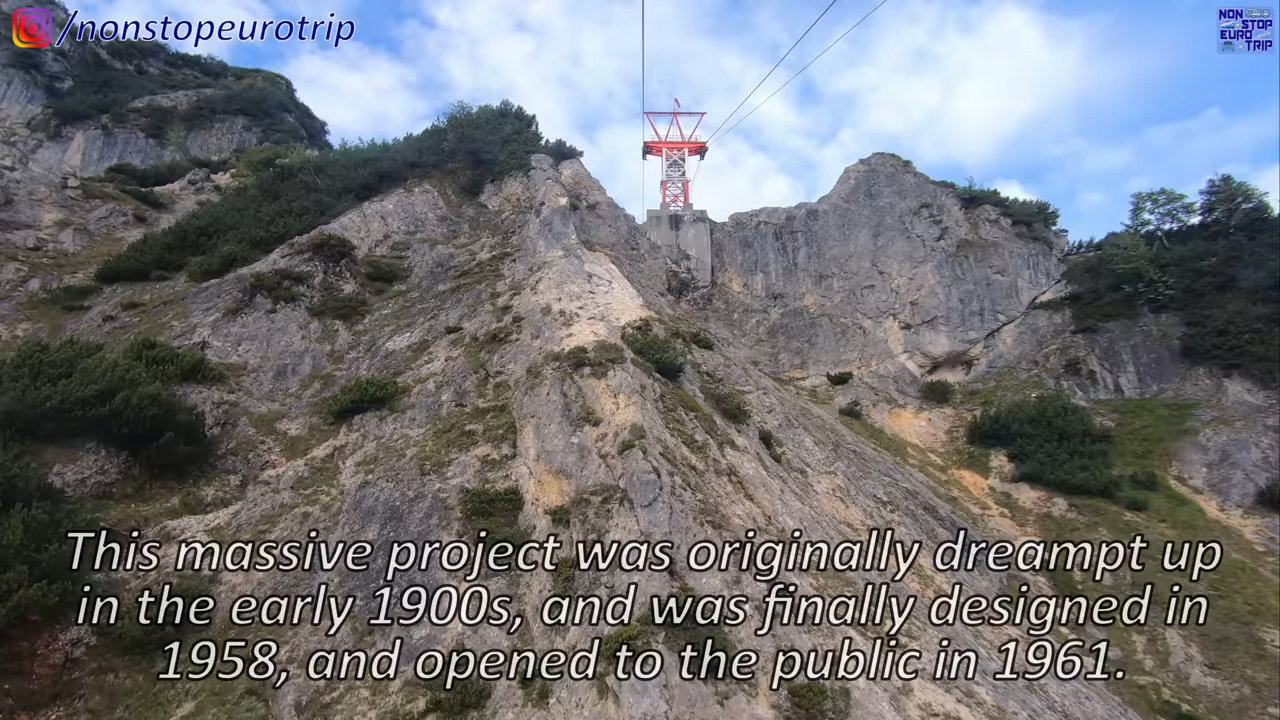 /nonstopeurotrip
NON
STOP
EURO
TRIP
This massive project was originally dreampt up
in the early 1900s, and was finally designed in
1958, and opened to the public in 1961.